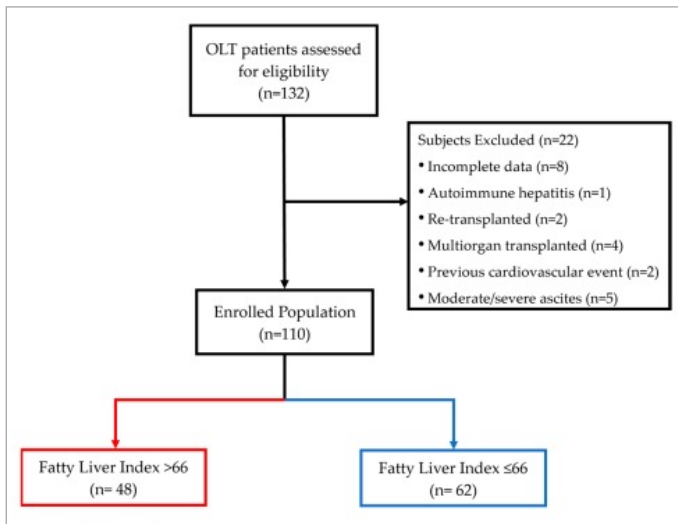 OLT patients assessed
for eligibility
(n=132)
Subjects Excluded (n=22)
• Incomplete data (n=8)
• Autoimmune hepatitis (n=1)
• Re-transplanted (n=2)
• Multiorgan transplanted (n=4)
• Previous cardiovascular event (n=2)
• Moderate/severe ascites (n=5)
Enrolled Population
(n=110)
Fatty Liver Index >66
(n= 48)
Fatty Liver Index ≤66
(n= 62)